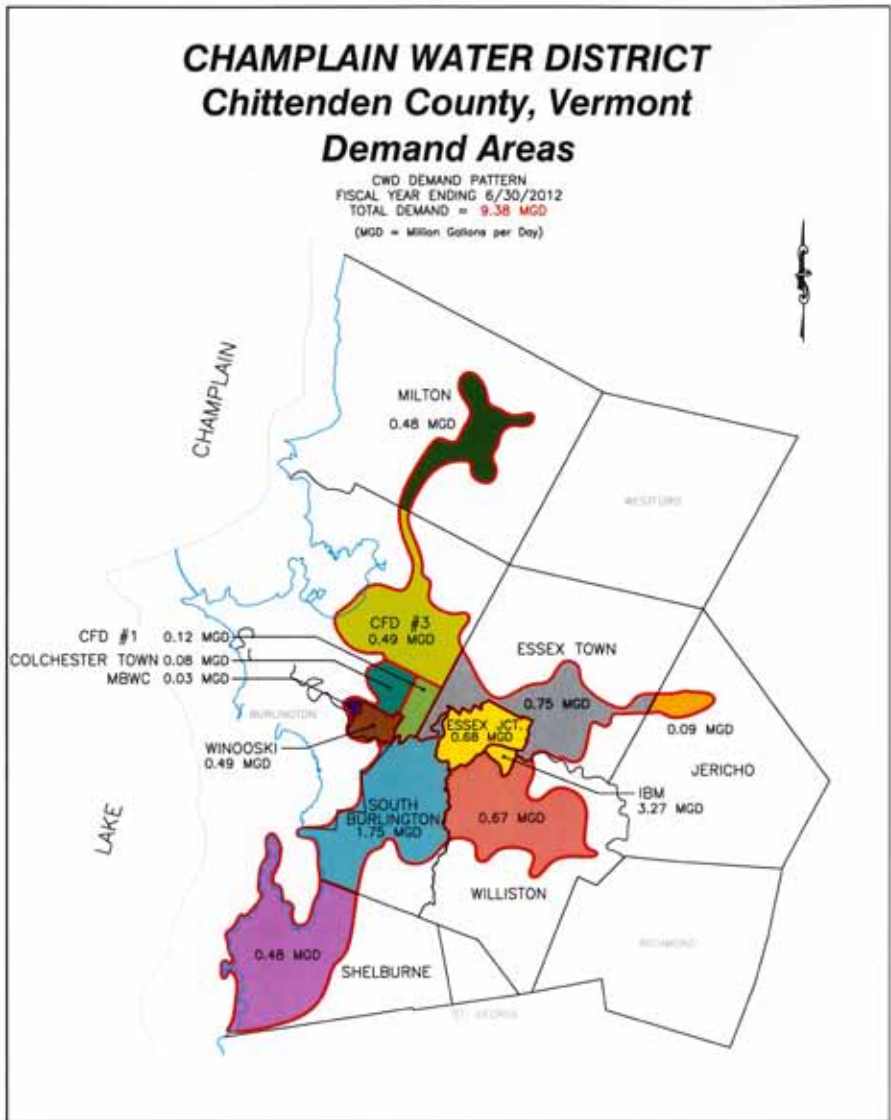 CHAMPLAIN WATER DISTRICT
Chittenden County, Vermont
Demand Areas
CWD DEMAND PATTERN
FISCAL YEAR ENDING 6/30/2012
TOTAL DEMAND = 9.38 MGD
(MGD = Million Gallons per Day)
CHAMPLAIN
MILTON
0.48 MGD
WESTFORD
CFD #1 0.12 MGD
CFD #3
0.49 MGD
COLCHESTER TOWN 0.08 MGD
MBWC 0.03 MGD
ESSEX TOWN
0.75 MGD
BURLINGTON
ESSEX JCT.
0.68 MGD
0.09 MGD
WINOOSKI
0.49 MGD
JERICHO
IBM
3.27 MGD
SOUTH
BURLINGTON
1.75 MGD
0.67 MGD
LAKE
WILLISTON
0.48 MGD
SHELBURNE
RICHMOND
ST. GEORGE